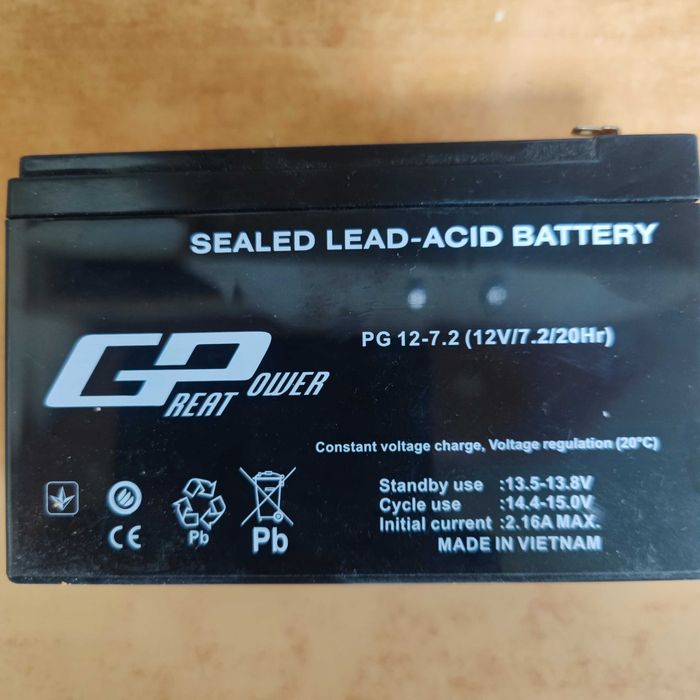 SEALED LEAD-ACID BATTERY
PG 12-7.2 (12V/7.2/20Hr)
GREAT POWER
Constant voltage charge, Voltage regulation (20°C)
Standby use :13.5-13.8V
Cycle use :14.4-15.0V
Initial current :2.16A MAX.
MADE IN VIETNAM
CE
Pb
Pb